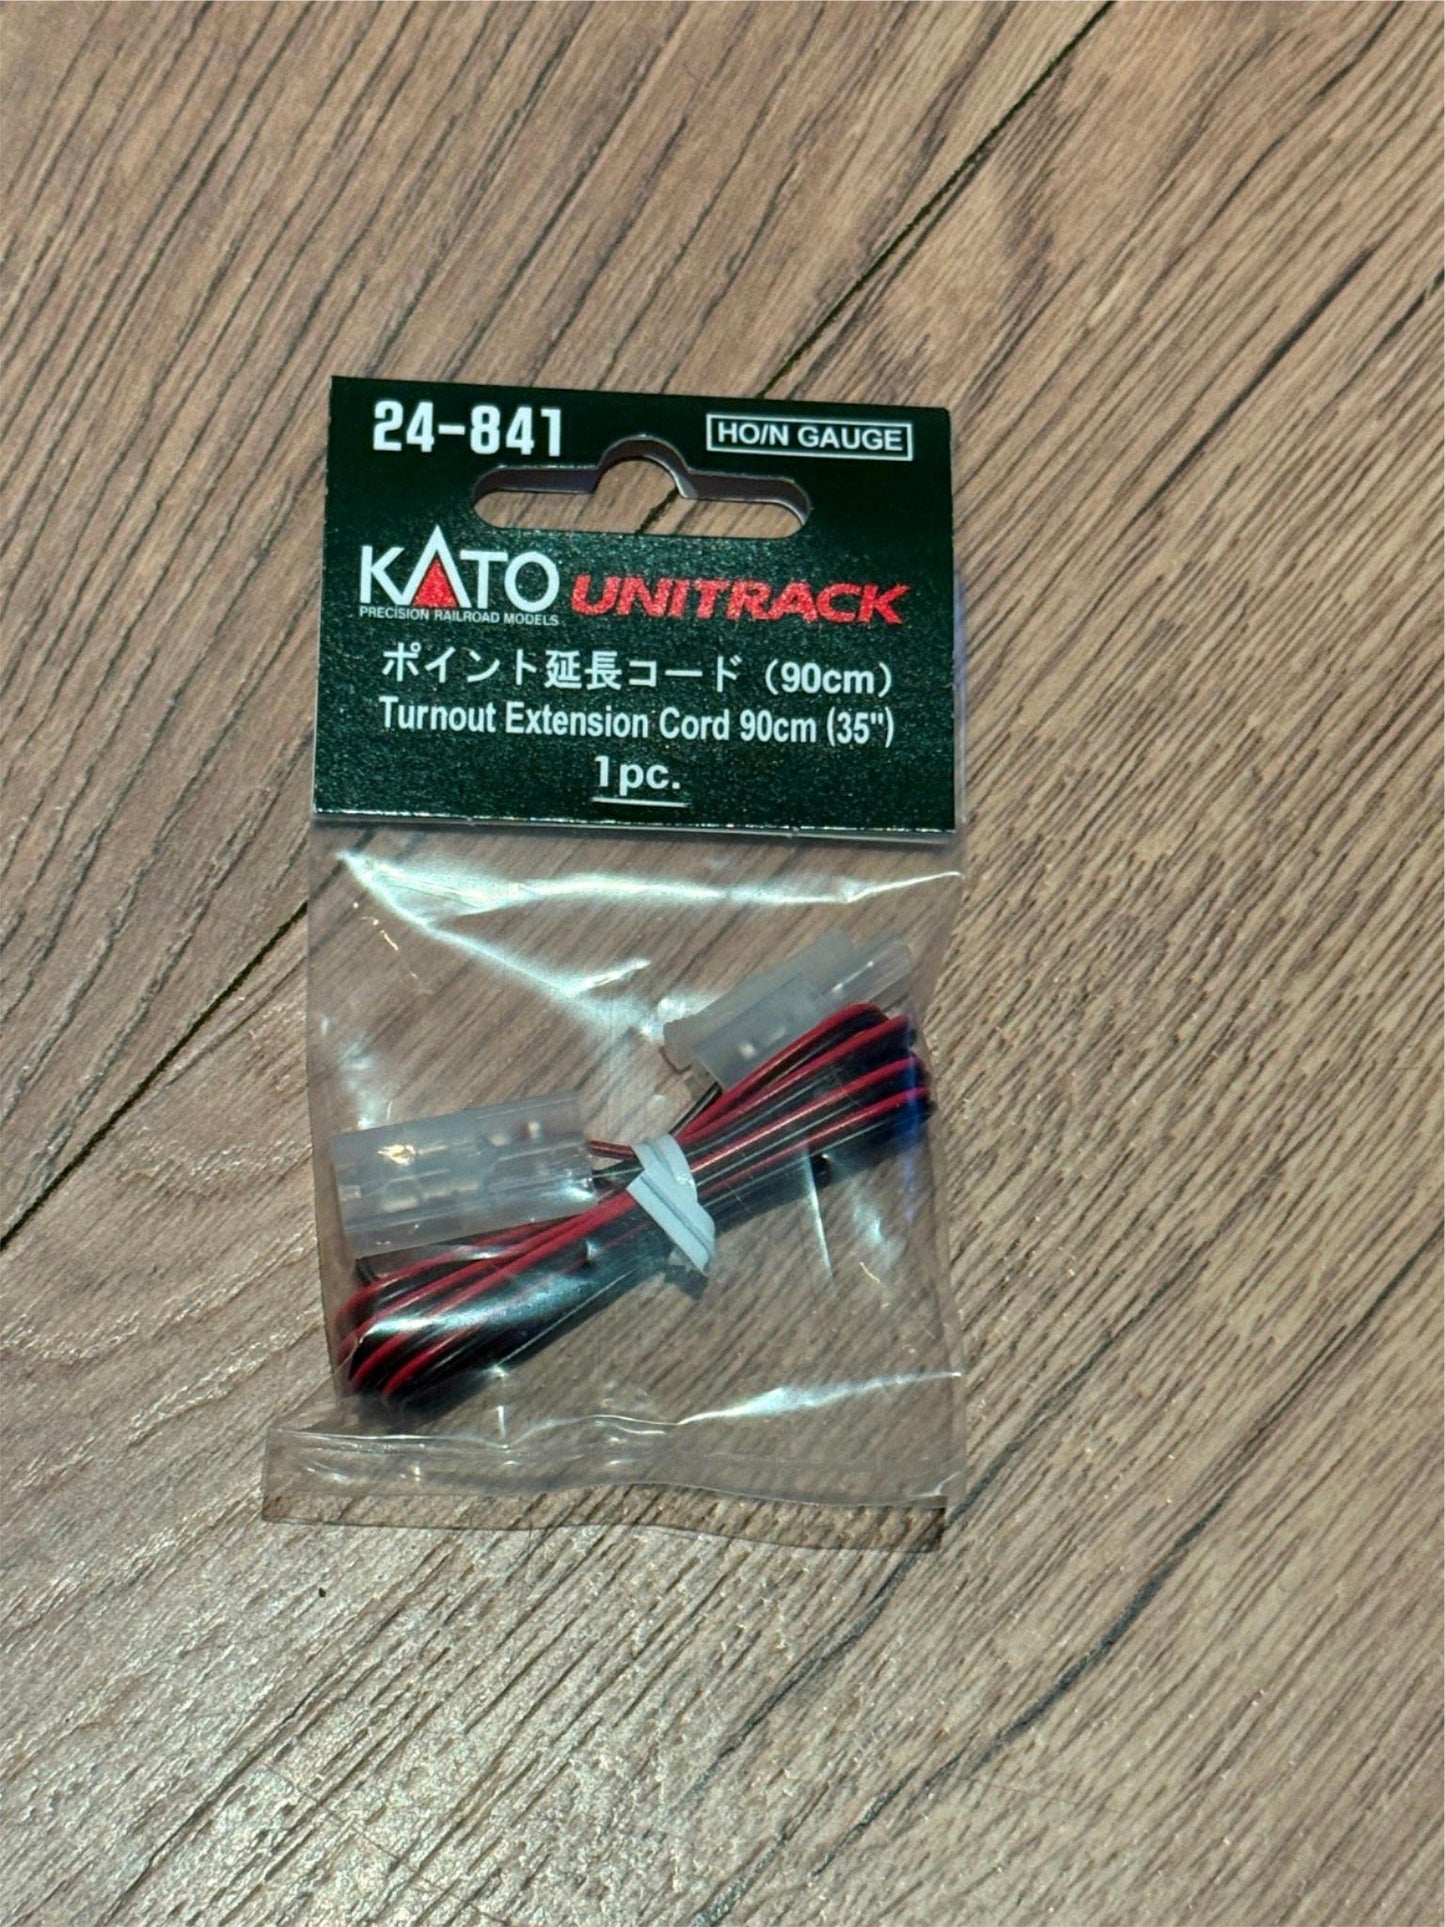 24-841
HO/N GAUGE
KATO UNITRACK
PRECISION RAILROAD MODELS
ポイント延長コード（90cm）
Turnout Extension Cord 90cm (35")
1pc.